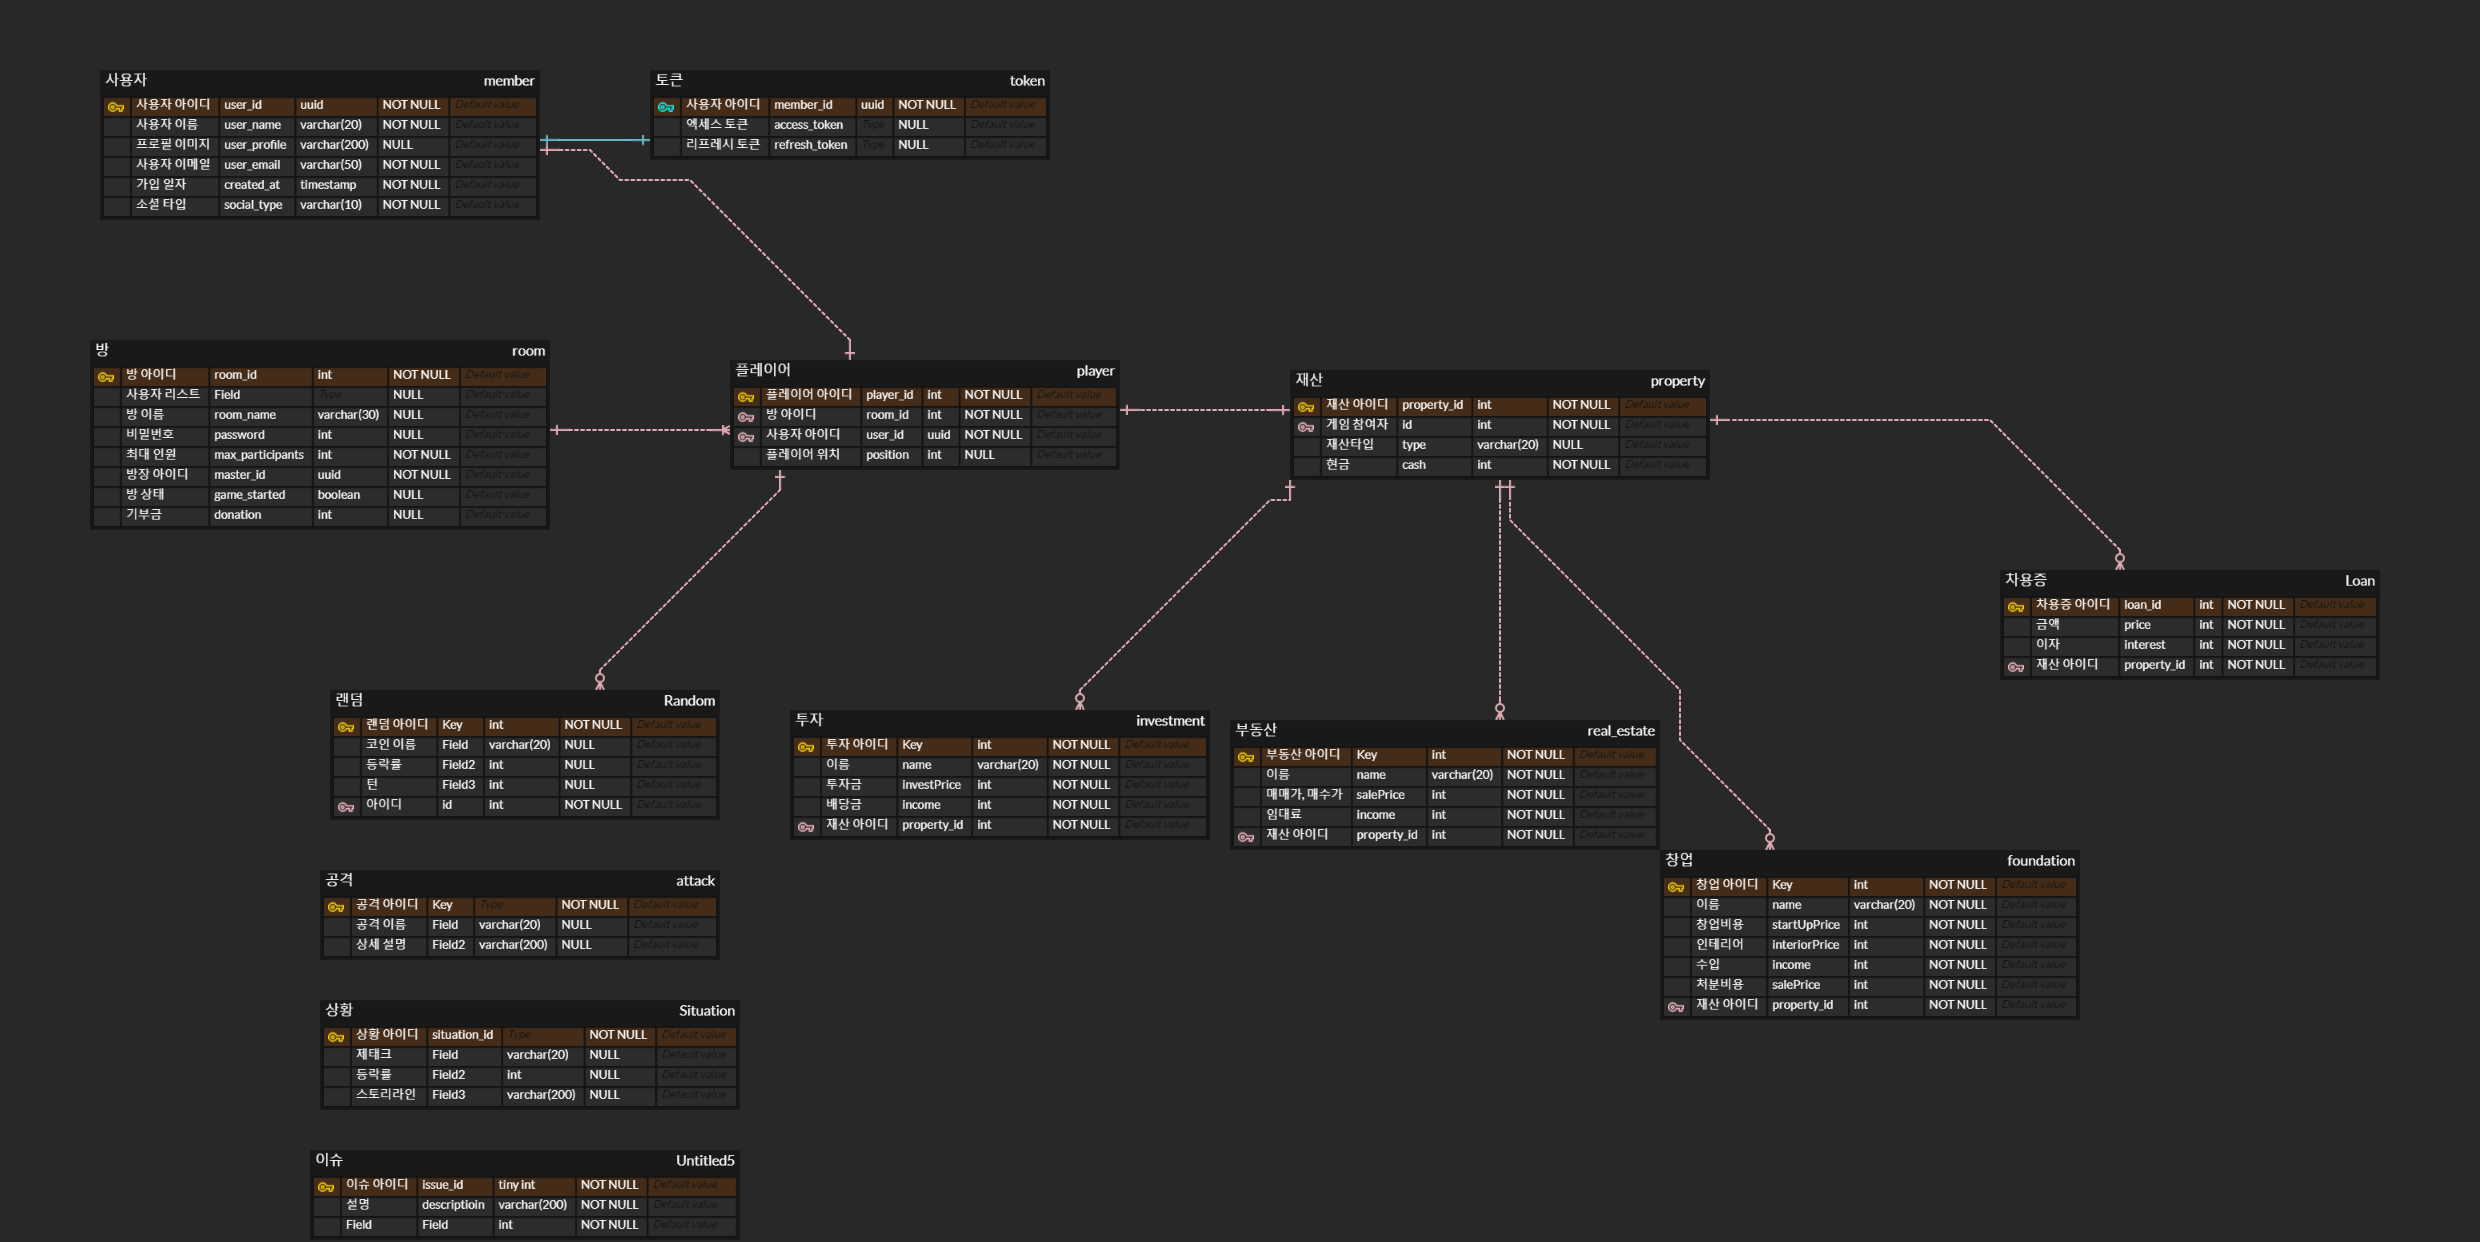 사용자 member
사용자 아이디 user_id uuid NOT NULL Default value
사용자 이름 user_name varchar(20) NOT NULL Default value
프로필 이미지 user_profile varchar(200) NULL Default value
사용자 이메일 user_email varchar(50) NOT NULL Default value
가입 일자 created_at timestamp NOT NULL Default value
소셜 타입 social_type varchar(10) NOT NULL Default value
토큰 token
사용자 아이디 member_id uuid NOT NULL Default value
엑세스 토큰 access_token Type NULL Default value
리프레시 토큰 refresh_token Type NULL Default value
방 room
방 아이디 room_id int NOT NULL Default value
사용자 리스트 Field Type NULL Default value
방 이름 room_name varchar(30) NULL Default value
비밀번호 password int NULL Default value
최대 인원 max_participants int NOT NULL Default value
방장 아이디 master_id uuid NOT NULL Default value
방 상태 game_started boolean NULL Default value
기부금 donation int NULL Default value
플레이어 player
플레이어 아이디 player_id int NOT NULL Default value
방 아이디 room_id int NOT NULL Default value
사용자 아이디 user_id uuid NOT NULL Default value
플레이어 위치 position int NULL Default value
재산 property
재산 아이디 property_id int NOT NULL Default value
게임 참여자 id int NOT NULL Default value
재산타입 type varchar(20) NULL Default value
현금 cash int NOT NULL Default value
차용증 Loan
차용증 아이디 loan_id int NOT NULL Default value
금액 price int NOT NULL Default value
이자 interest int NOT NULL Default value
재산 아이디 property_id int NOT NULL Default value
랜덤 Random
랜덤 아이디 Key int NOT NULL Default value
코인 이름 Field varchar(20) NULL Default value
등락률 Field2 int NULL Default value
턴 Field3 int NULL Default value
아이디 id int NOT NULL Default value
투자 investment
투자 아이디 Key int NOT NULL Default value
이름 name varchar(20) NOT NULL Default value
투자금 investPrice int NOT NULL Default value
배당금 income int NOT NULL Default value
재산 아이디 property_id int NOT NULL Default value
부동산 real_estate
부동산 아이디 Key int NOT NULL Default value
이름 name varchar(20) NOT NULL Default value
매매가, 매수가 salePrice int NOT NULL Default value
임대료 income int NOT NULL Default value
재산 아이디 property_id int NOT NULL Default value
창업 foundation
창업 아이디 Key int NOT NULL Default value
이름 name varchar(20) NOT NULL Default value
창업비용 startUpPrice int NOT NULL Default value
인테리어 interiorPrice int NOT NULL Default value
수입 income int NOT NULL Default value
처분비용 salePrice int NOT NULL Default value
재산 아이디 property_id int NOT NULL Default value
공격 attack
공격 아이디 Key Type NOT NULL Default value
공격 이름 Field varchar(20) NULL Default value
상세 설명 Field2 varchar(200) NULL Default value
상황 Situation
상황 아이디 situation_id Type NOT NULL Default value
제태크 Field varchar(20) NULL Default value
등락률 Field2 int NULL Default value
스토리라인 Field3 varchar(200) NULL Default value
이슈 Untitled5
이슈 아이디 issue_id tiny int NOT NULL Default value
설명 descriptioin varchar(200) NOT NULL Default value
Field Field int NOT NULL Default value